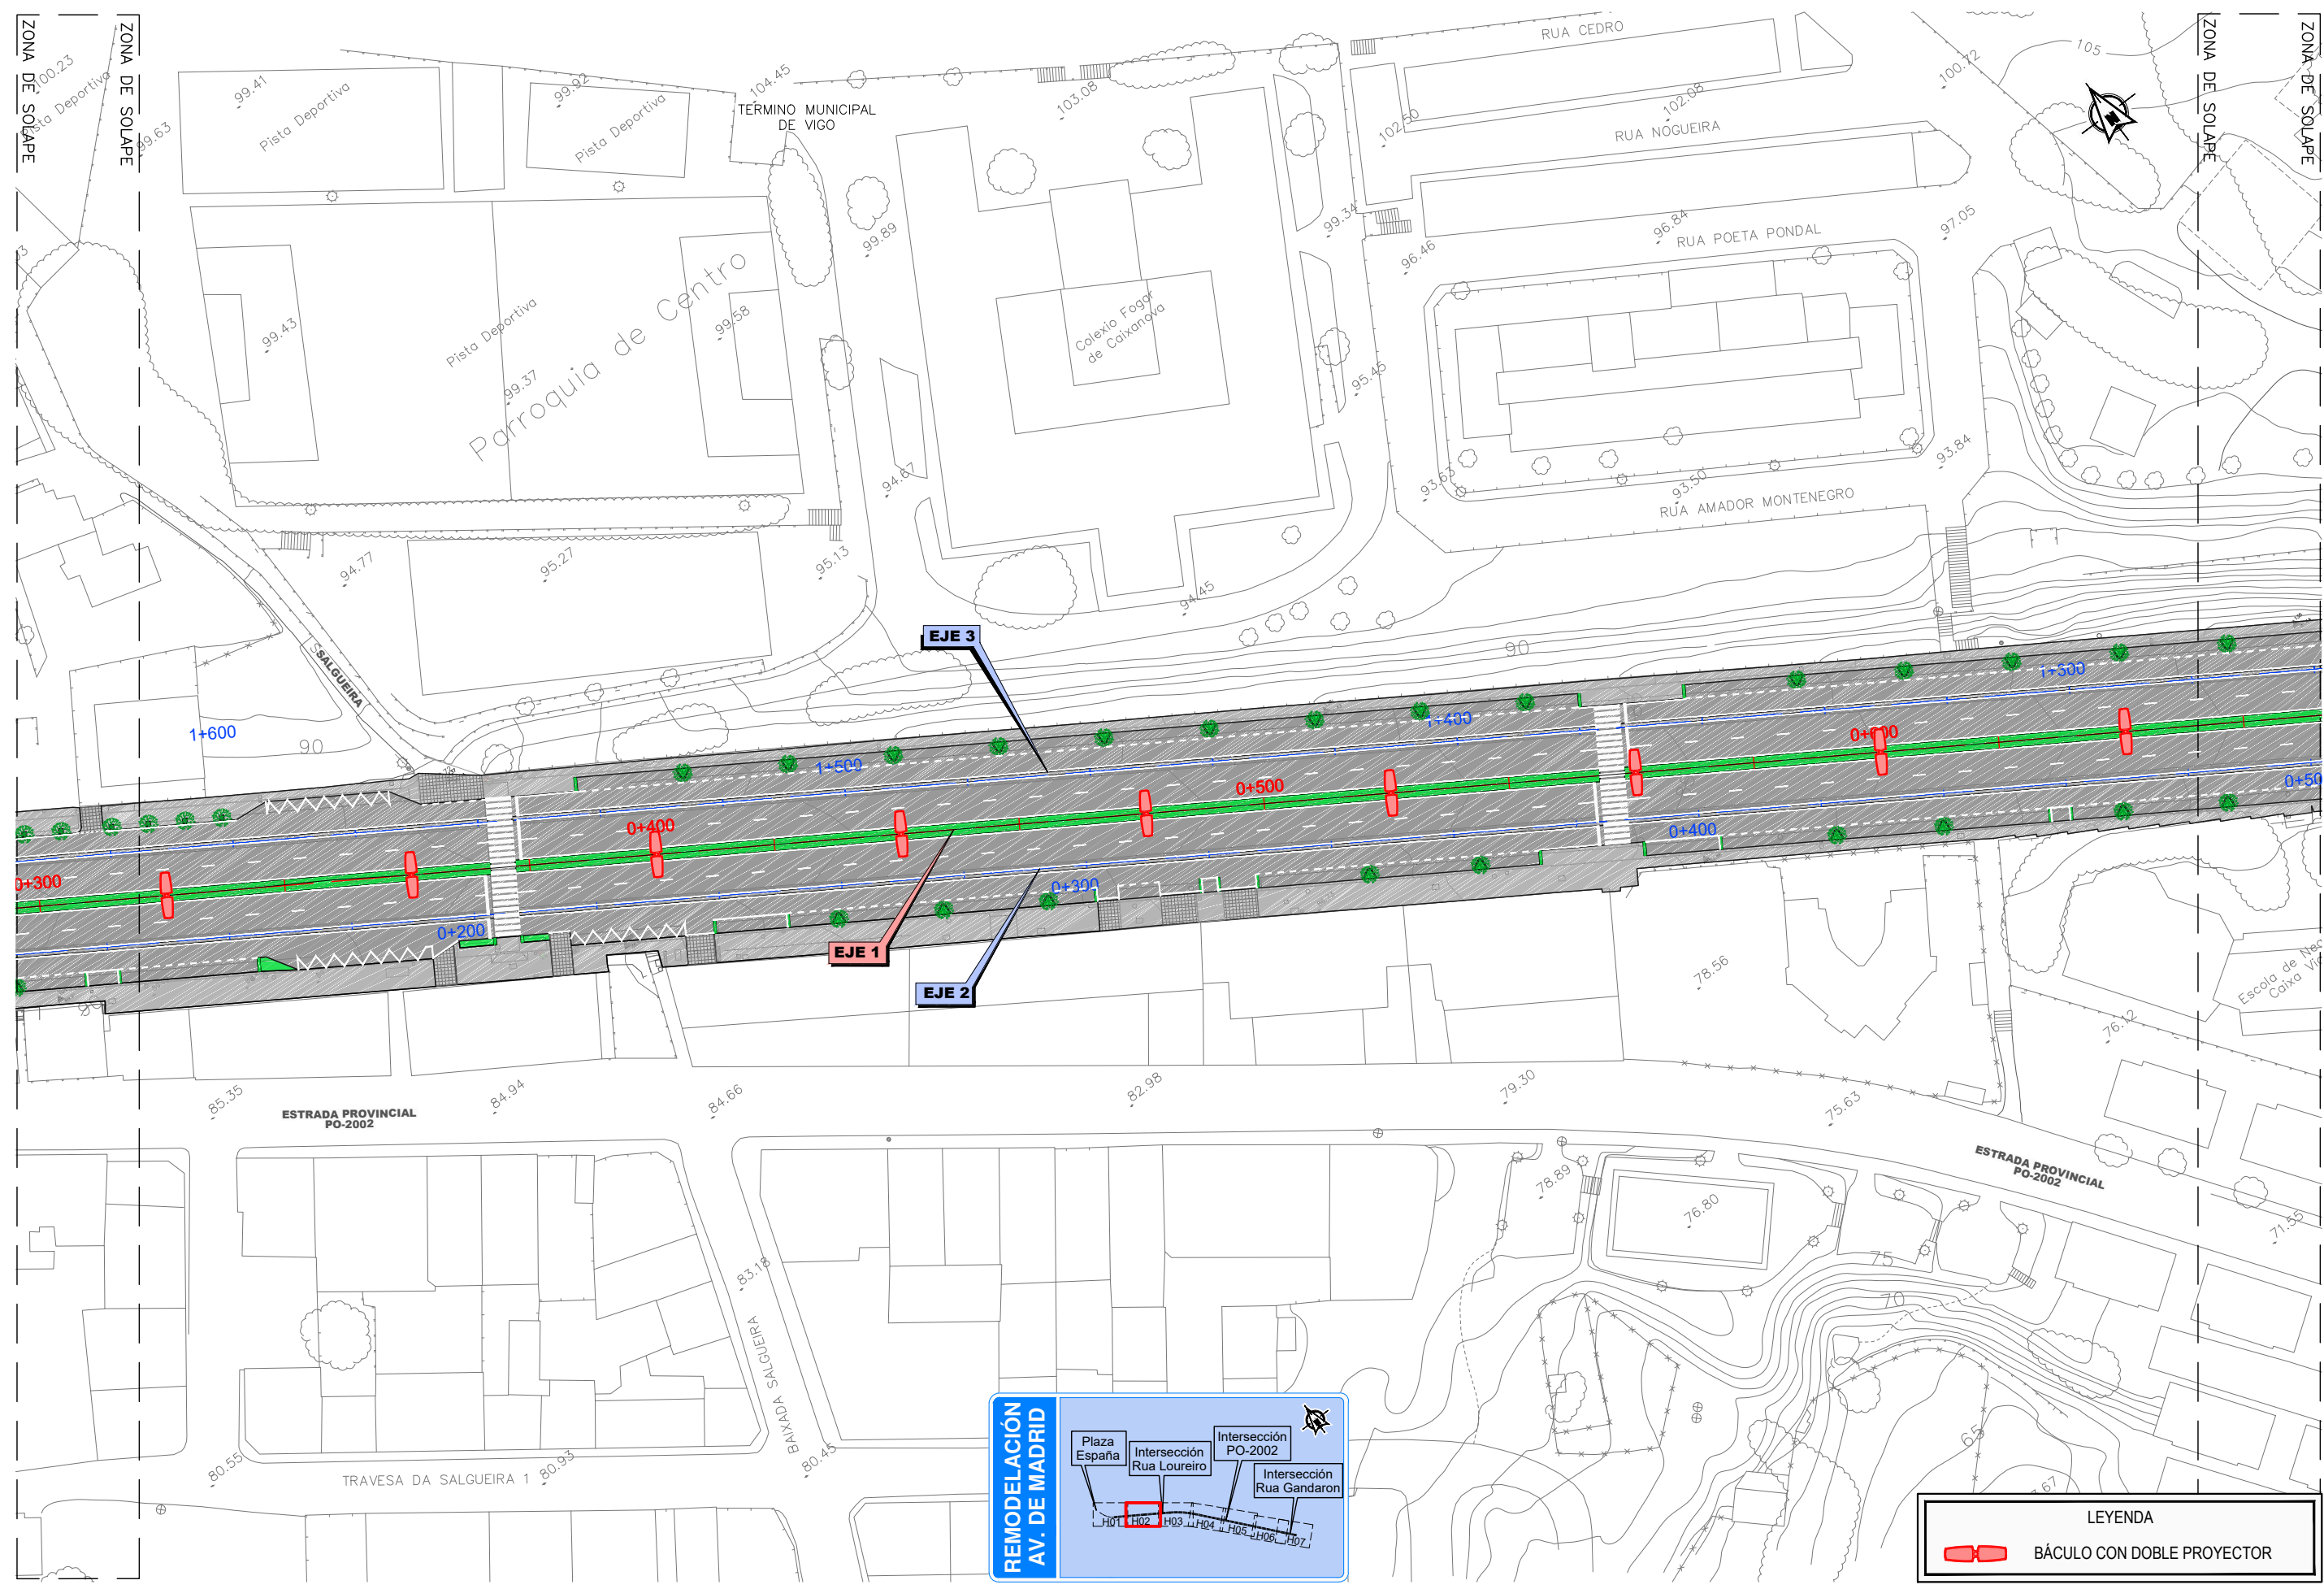 ZONA DE SOLAPE
ZONA DE SOLAPE
ZONA DE SOLAPE
ZONA DE SOLAPE
100.23
Pista Deportiva
99.63
99.41
Pista Deportiva
99.92
Pista Deportiva
104.45
TERMINO MUNICIPAL
DE VIGO
103.08
RUA CEDRO
102.50
102.08
RUA NOGUEIRA
100.72
105
99.89
99.34
96.46
96.84
RUA POETA PONDAL
97.05
99.43
Pista Deportiva
99.37
99.58
Parroquia de Centro
Colexio Fogar
de Caixanova
95.45
94.67
93.63
93.50
93.84
RUA AMADOR MONTENEGRO
94.77
95.27
95.13
94.45
EJE 3
90
SALGUEIRA
1+600
90
1+500
1+400
1+300
0+300
0+400
0+500
0+600
0+200
0+300
0+400
0+50
EJE 1
EJE 2
78.56
Escola de
76.12
85.35
ESTRADA PROVINCIAL
PO-2002
84.94
84.66
82.98
79.30
75.63
ESTRADA PROVINCIAL
PO-2002
78.89
76.80
71.55
75
70
65
83.18
BAIXADA SALGUEIRA
80.55
TRAVESA DA SALGUEIRA 1
80.93
80.45
REMODELACIÓN
AV. DE MADRID
Plaza
España
Intersección
Rua Loureiro
Intersección
PO-2002
Intersección
Rua Gandaron
H01
H02
H03
H04
H05
H06
H07
LEYENDA
BÁCULO CON DOBLE PROYECTOR